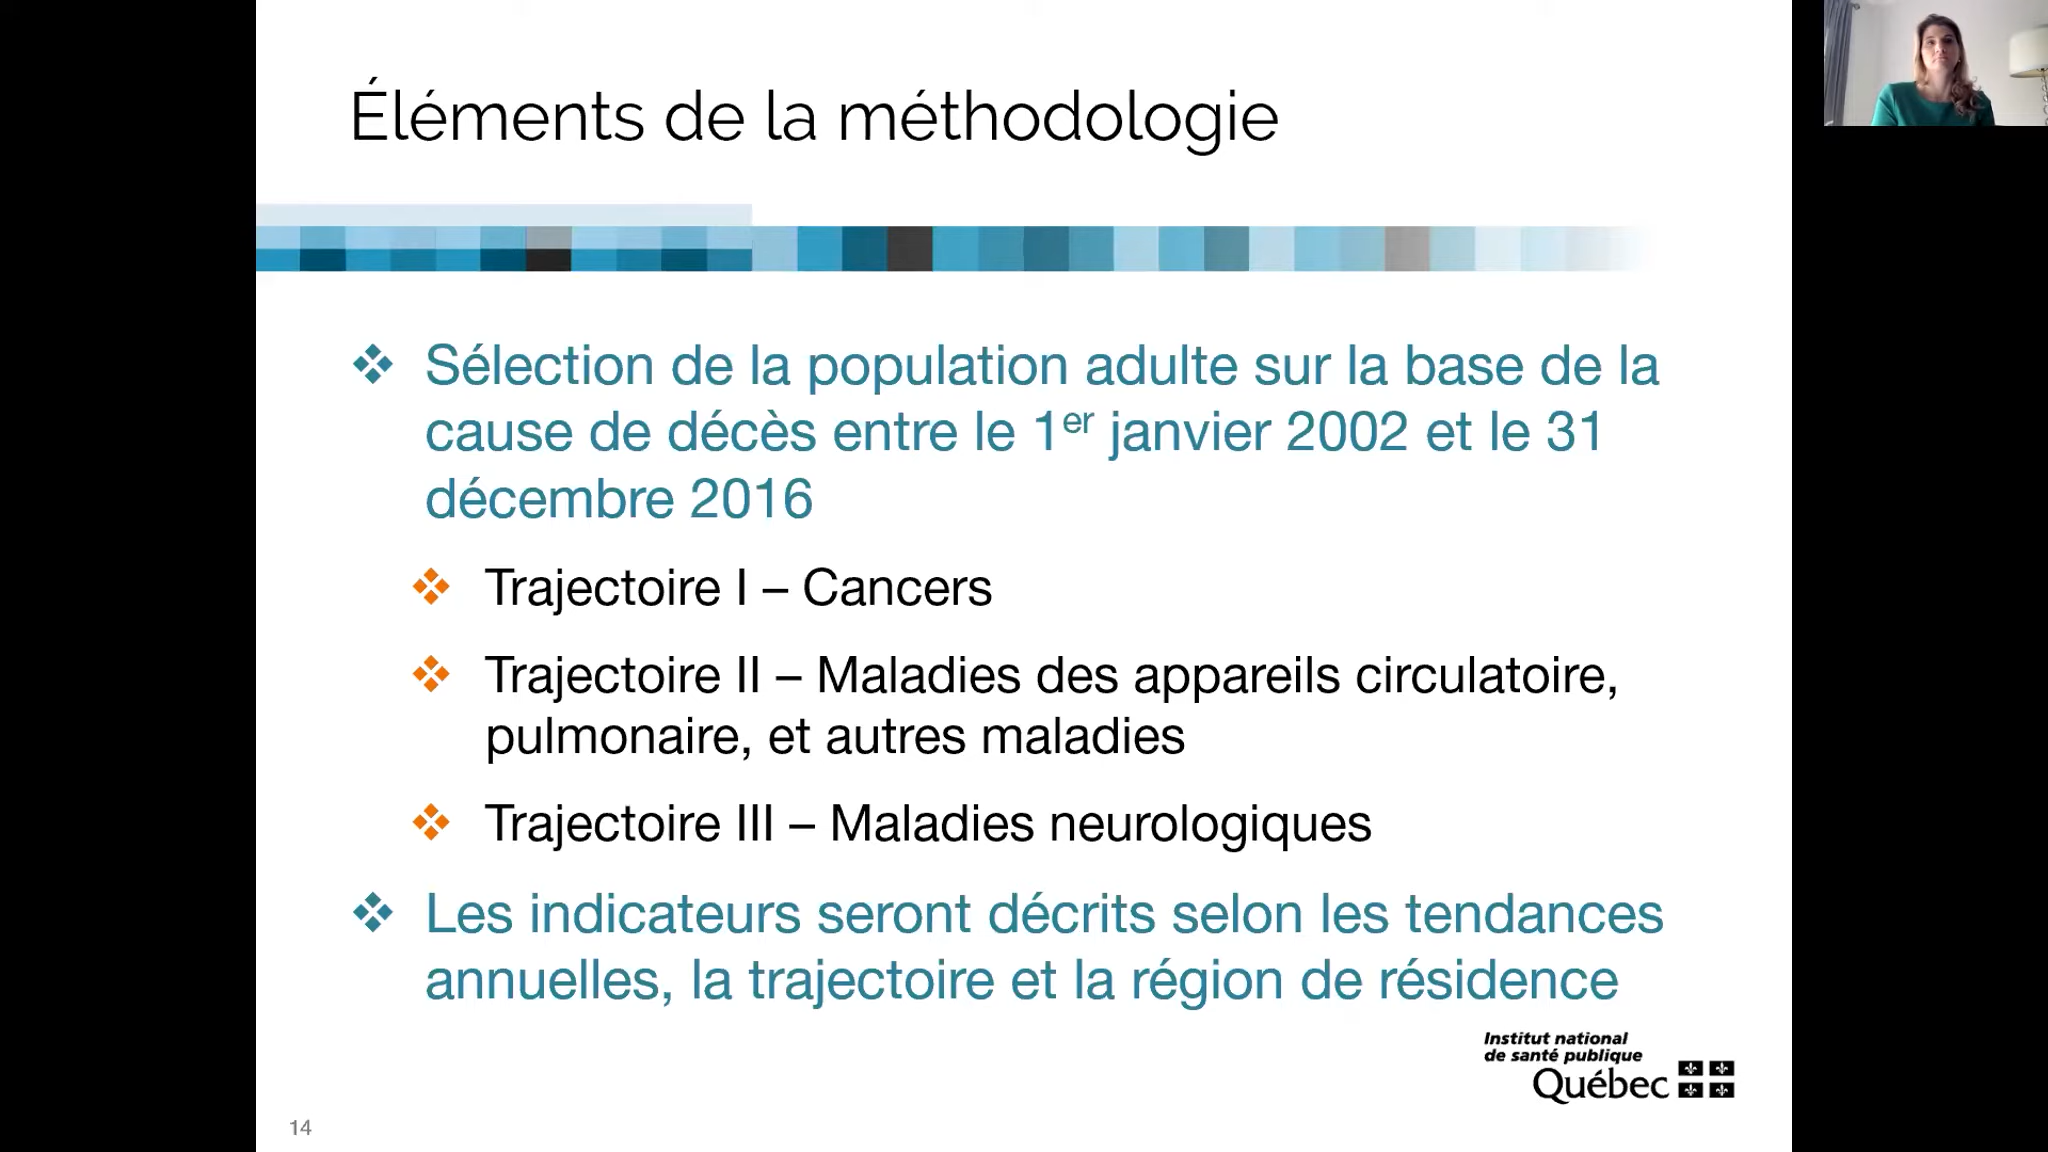 Éléments de la méthodologie
Sélection de la population adulte sur la base de la
cause de décès entre le 1er janvier 2002 et le 31
décembre 2016
Trajectoire I – Cancers
Trajectoire II – Maladies des appareils circulatoire,
pulmonaire, et autres maladies
Trajectoire III – Maladies neurologiques
Les indicateurs seront décrits selon les tendances
annuelles, la trajectoire et la région de résidence
Institut national
de santé publique
Québec
14